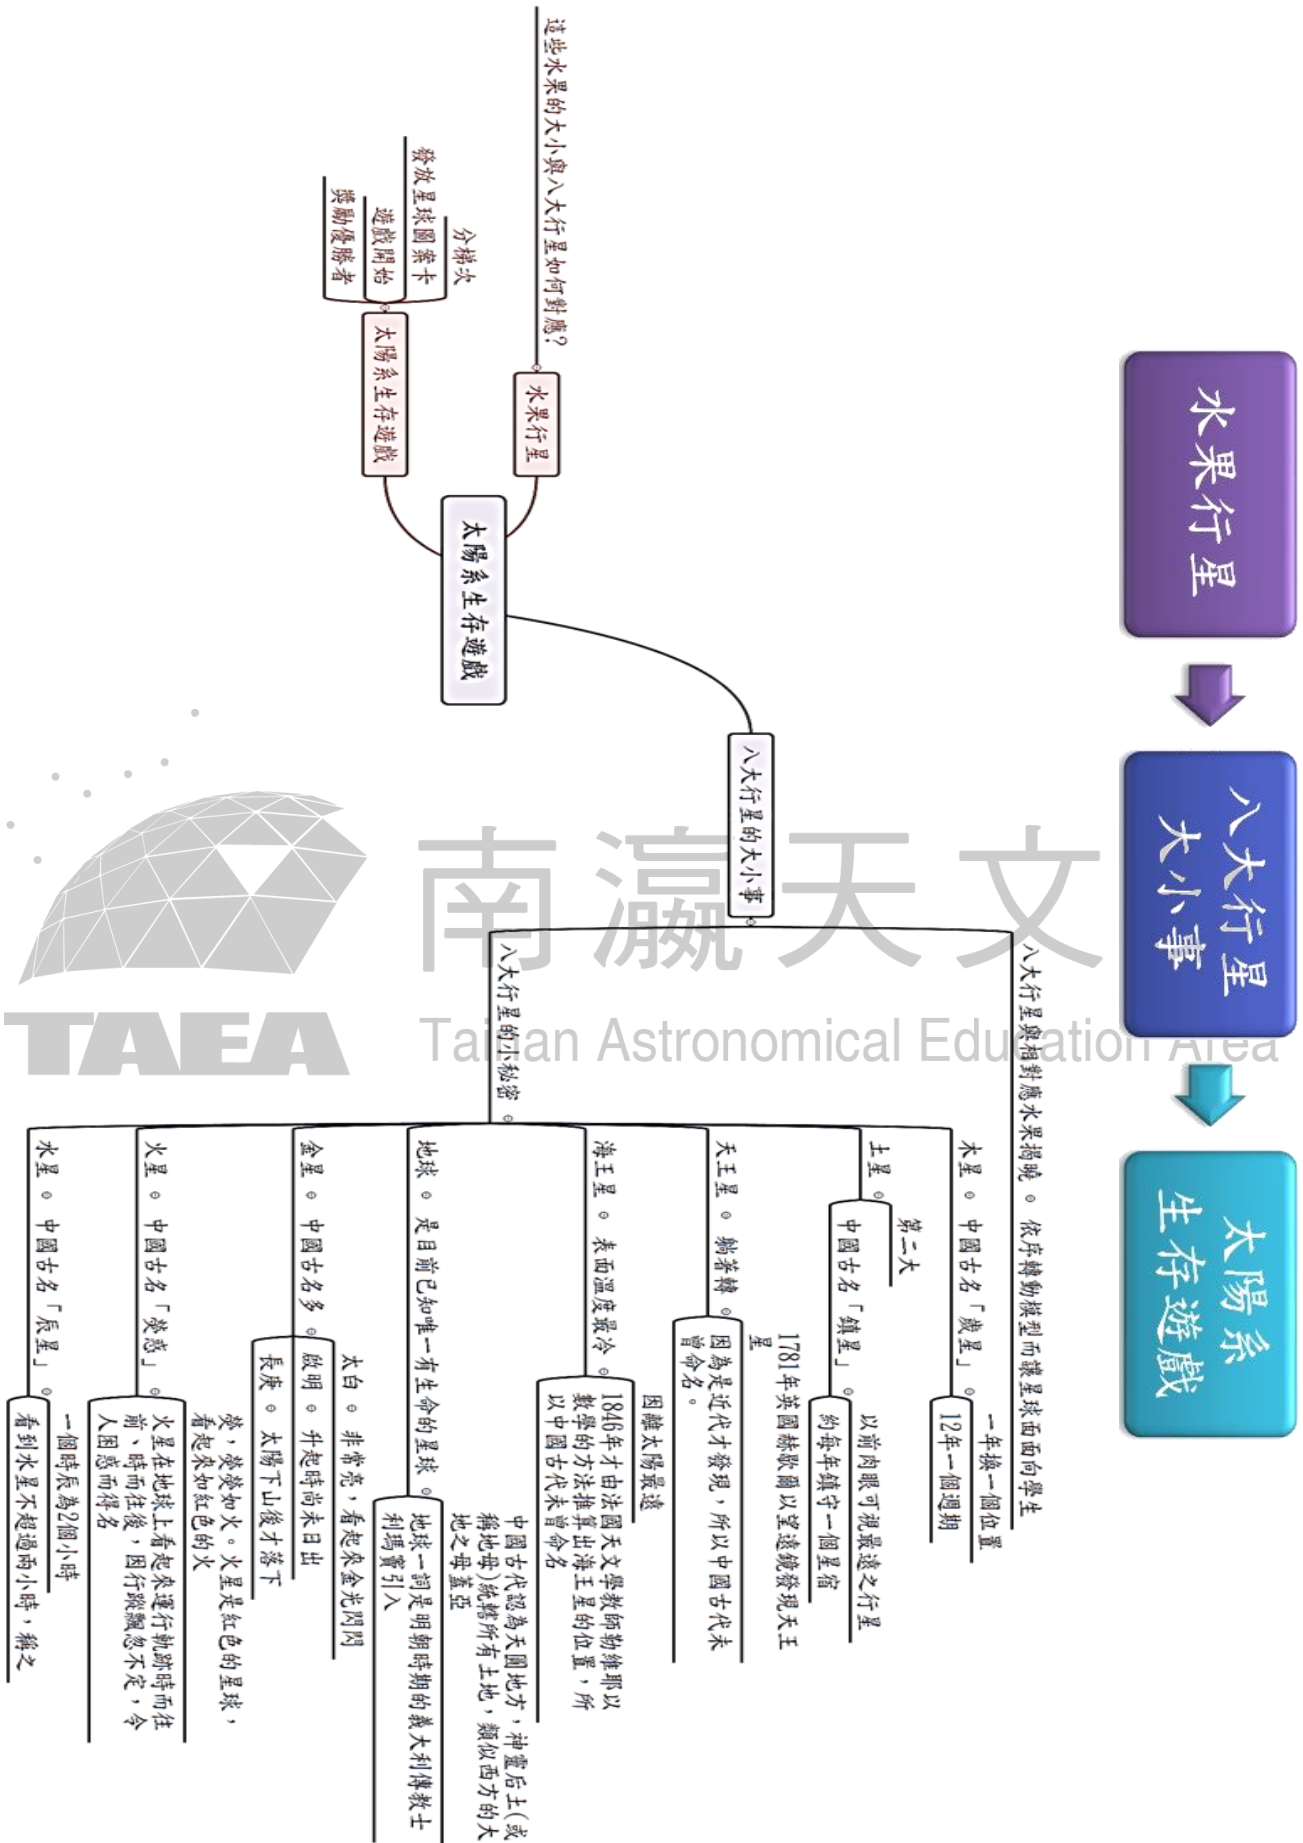 水果行星
八大行星
大小事
太陽系
生存遊戲
太陽系生存遊戲
水果行星
這些水果的大小與八大行星如何對應?
太陽系生存遊戲
分梯次
發放星球圖案卡
遊戲開始
獎勵優勝者
八大行星的大小事
八大行星與相對應水果揭曉
依序轉動模型而讓星球面面向學生
八大行星的小秘密
木星
中國古名「歲星」
一年換一個位置
12年一個週期
土星
第二大
中國古名「鎮星」
以前肉眼可視最遠之行星
約每年鎮守一個星宿
天王星
躺著轉
1781年英國赫歇爾以望遠鏡發現天王
星
因為是近代才發現,所以中國古代未
曾命名。
海王星
表面溫度最冷
因離太陽最遠
1846年才由法國天文學教師勒維耶以
數學的方法推算出海王星的位置,所
以中國古代未曾命名
地球
是目前已知唯一有生命的星球
中國古代認為天圓地方,神靈后土(或
稱地母)統轄所有土地,類似西方的大
地之母蓋亞
地球一詞是明朝時期的義大利傳教士
利瑪竇引入
金星
中國古名多
太白
非常亮,看起來金光閃閃
啟明
升起時尚未日出
長庚
太陽下山後才落下
火星
中國古名「熒惑」
熒,熒熒如火。火星是紅色的星球,
看起來如紅色的火
火星在地球上看起來運行軌跡時而往
前、時而往後,因行蹤飄忽不定,令
人困惑而得名
水星
中國古名「辰星」
一個時辰為2個小時
看到水星不超過兩小時,稱之
南瀛天文
Tainan Astronomical Education Area
TAEA